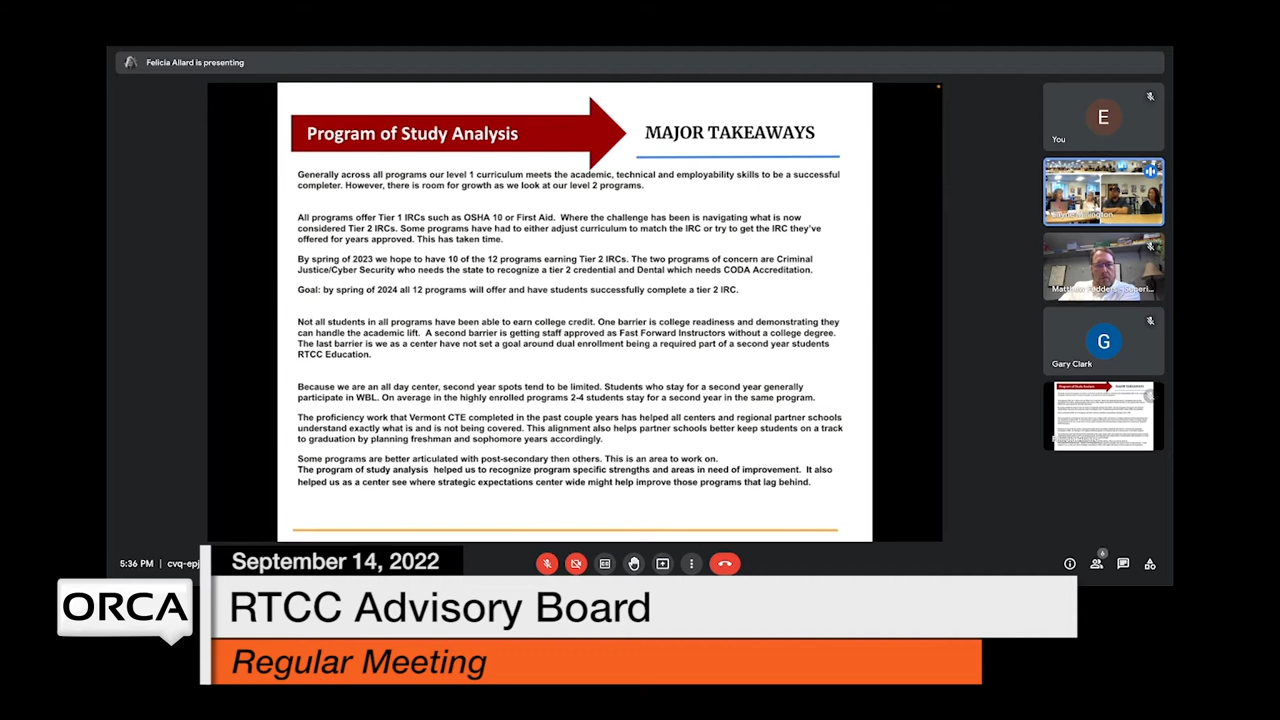 Felicia Allard is presenting
Program of Study Analysis
MAJOR TAKEAWAYS
Generally across all programs our level 1 curriculum meets the academic, technical and employability skills to be a successful
completer. However, there is room for growth as we look at our level 2 programs.
All programs offer Tier 1 IRCs such as OSHA 10 or First Aid. Where the challenge has been is navigating what is now
considered Tier 2 IRCs. Some programs have had to either adjust curriculum to match the IRC or try to get the IRC they've
offered for years approved. This has taken time.
By spring of 2023 we hope to have 10 of the 12 programs earning Tier 2 IRCs. The two programs of concern are Criminal
Justice/Cyber Security who needs the state to recognize a tier 2 credential and Dental which needs CODA Accreditation.
Goal: by spring of 2024 all 12 programs will offer and have students successfully complete a tier 2 IRC.
Not all students in all programs have been able to earn college credit. One barrier is college readiness and demonstrating they
can handle the academic lift. A second barrier is getting staff approved as Fast Forward Instructors without a college degree.
The last barrier is we as a center have not set a goal around dual enrollment being a required part of a second year students
RTCC Education.
Because we are an all day center, second year spots tend to be limited. Students who stay for a second year generally
participate in WBL. On average in the highly enrolled programs 2-4 students stay for a second year in the same program.
The proficiency work that Vermont CTE completed in the past couple years has helped all centers and regional partner schools
understand exactly what is and is not being covered. This alignment also helps partner schools better keep students on a track
to graduation by planning freshman and sophomore years accordingly.
Some programs are better articulated with post-secondary then others. This is an area to work on.
The program of study analysis helped us to recognize program specific strengths and areas in need of improvement. It also
helped us as a center see where strategic expectations center wide might help improve those programs that lag behind.
E
You
G
Gary Clark
5:36 PM | cvq-epj
6
September 14, 2022
ORCA
RTCC Advisory Board
Regular Meeting